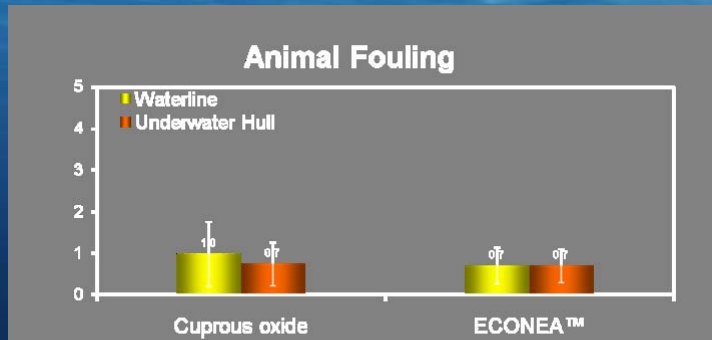 Animal Fouling
5
Waterline
Underwater Hull
4
3
2
1
0
1.0
0.7
0.7
0.7
Cuprous oxide
ECONEA™